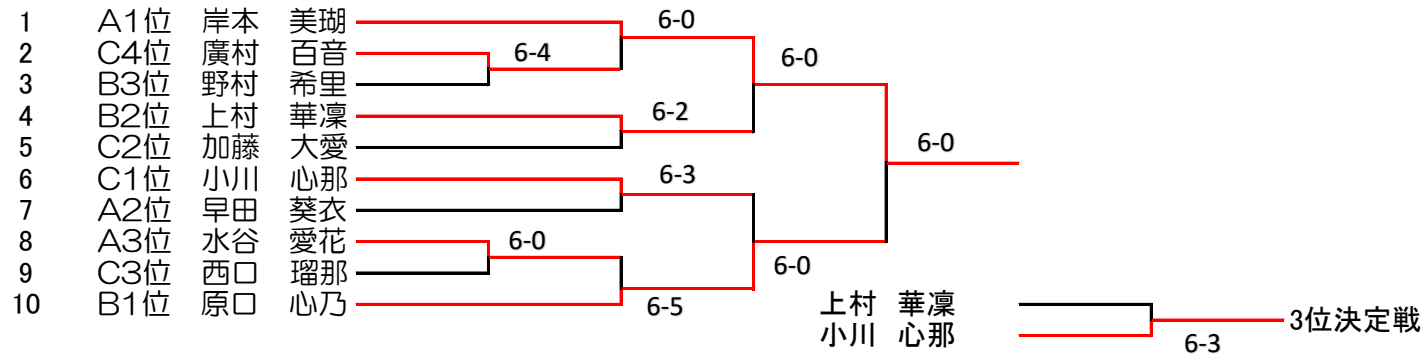 1 A1位 岸本 美瑚 6-0
2 C4位 廣村 百音 6-4 6-0
3 B3位 野村 希里
4 B2位 上村 華凜 6-2
5 C2位 加藤 大愛 6-0
6 C1位 小川 心那 6-3
7 A2位 早田 葵衣
8 A3位 水谷 愛花 6-0
9 C3位 西口 瑠那 6-0
10 B1位 原口 心乃 6-5 上村 華凜
小川 心那 6-3 3位決定戦